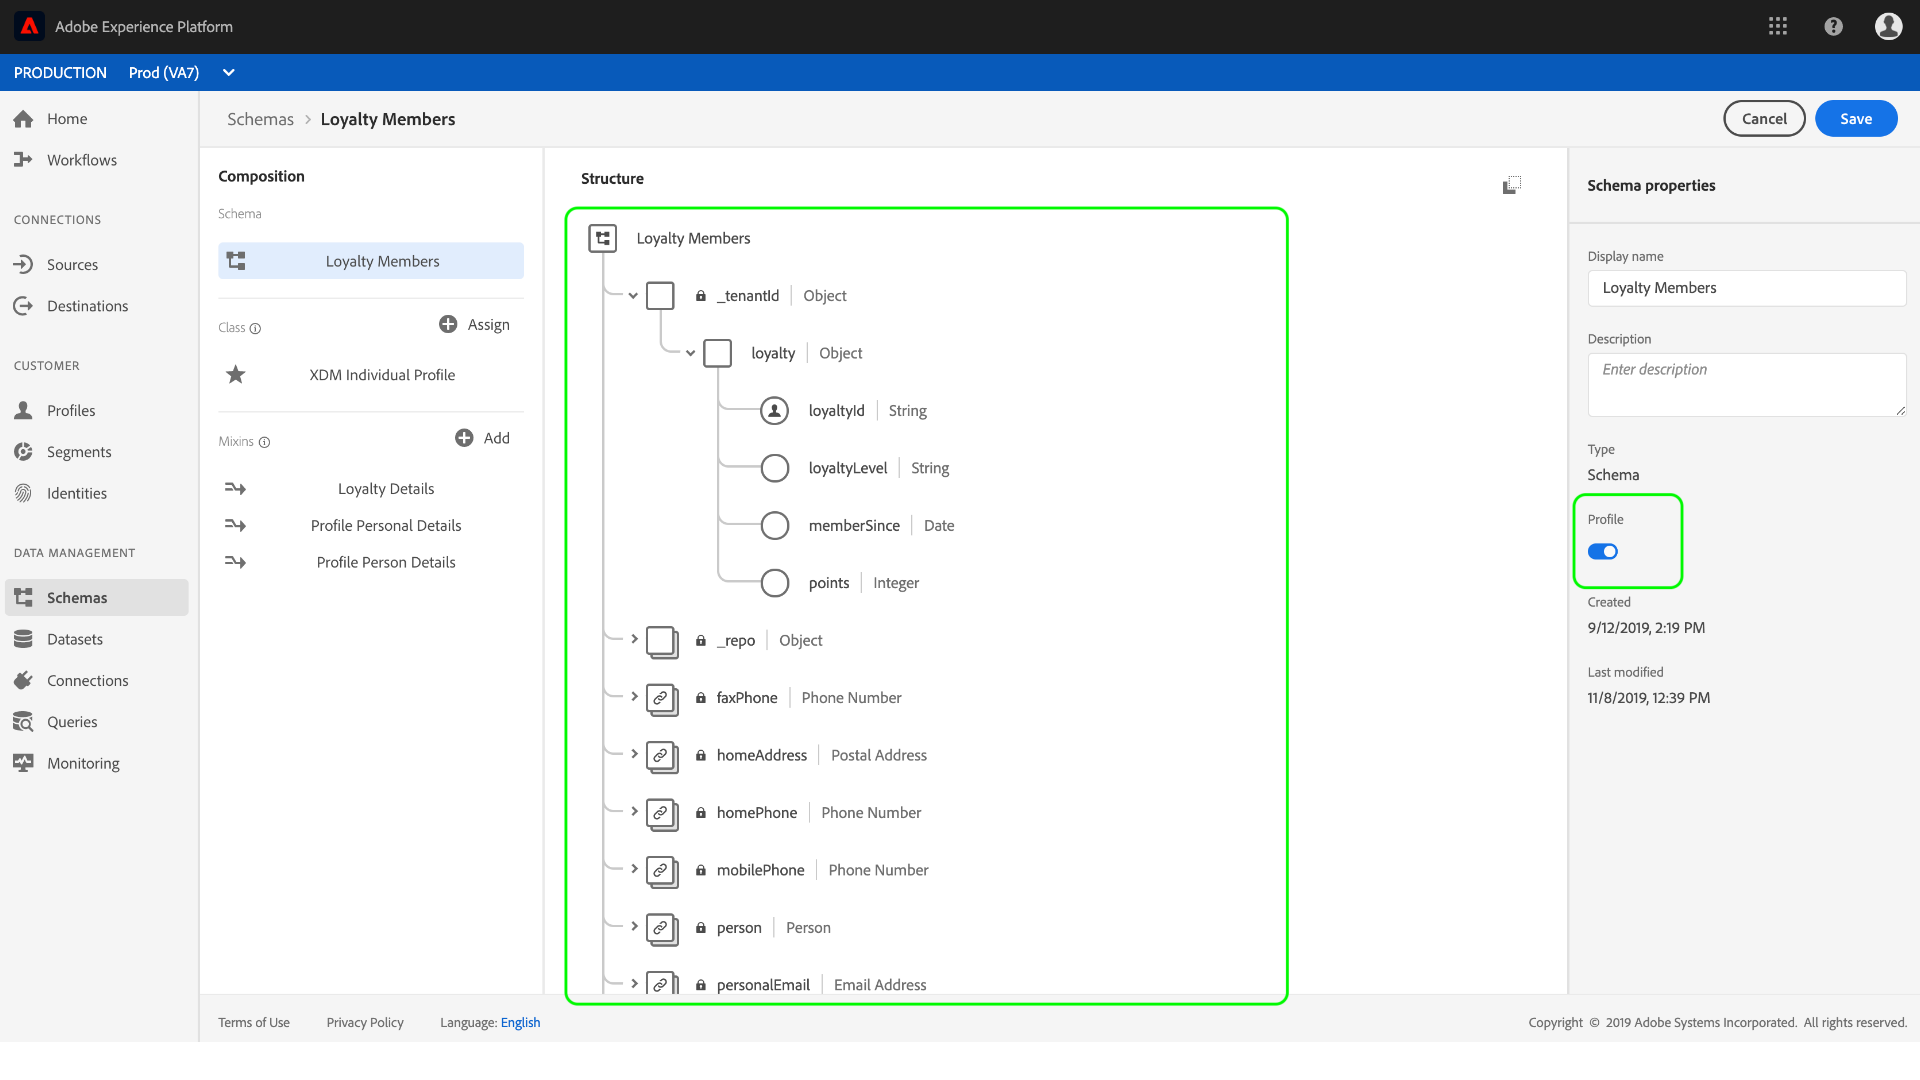 Adobe Experience Platform
PRODUCTION Prod (VA7)
Home
Workflows
CONNECTIONS
Sources
Destinations
CUSTOMER
Profiles
Segments
Identities
DATA MANAGEMENT
Schemas
Datasets
Connections
Queries
Monitoring
Schemas > Loyalty Members
Cancel
Save
Composition
Schema
Loyalty Members
Class
Assign
XDM Individual Profile
Mixins
Add
Loyalty Details
Profile Personal Details
Profile Person Details
Structure
Loyalty Members
_tenantId | Object
loyalty | Object
loyaltyId | String
loyaltyLevel | String
memberSince | Date
points | Integer
_repo | Object
faxPhone | Phone Number
homeAddress | Postal Address
homePhone | Phone Number
mobilePhone | Phone Number
person | Person
personalEmail | Email Address
Schema properties
Display name
Loyalty Members
Description
Enter description
Type
Schema
Profile
Created
9/12/2019, 2:19 PM
Last modified
11/8/2019, 12:39 PM
Terms of Use Privacy Policy Language: English
Copyright © 2019 Adobe Systems Incorporated. All rights reserved.